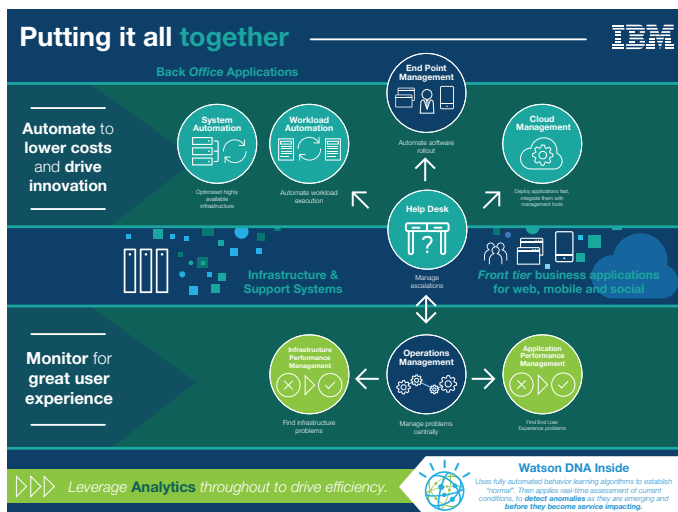 Putting it all together
IBM
Back Office Applications
End Point
Management
Automate software
rollout
Automate to
lower costs
and drive
innovation
System
Automation
Optimized highly
available
infrastructure
Workload
Automation
Automate workload
execution
Cloud
Management
Deploy applications fast,
integrate them with
management tools
Help Desk
?
Manage
escalations
Infrastructure &
Support Systems
Front tier business applications
for web, mobile and social
Monitor for
great user
experience
Infrastructure
Performance
Management
Find infrastructure
problems
Operations
Management
Manage problems
centrally
Application
Performance
Management
Find End User
Experience problems
Leverage Analytics throughout to drive efficiency.
Watson DNA Inside
Uses fully automated behavior learning algorithms to establish
"normal". Then applies real-time assessment of current
conditions, to detect anomalies as they are emerging and
before they become service impacting.